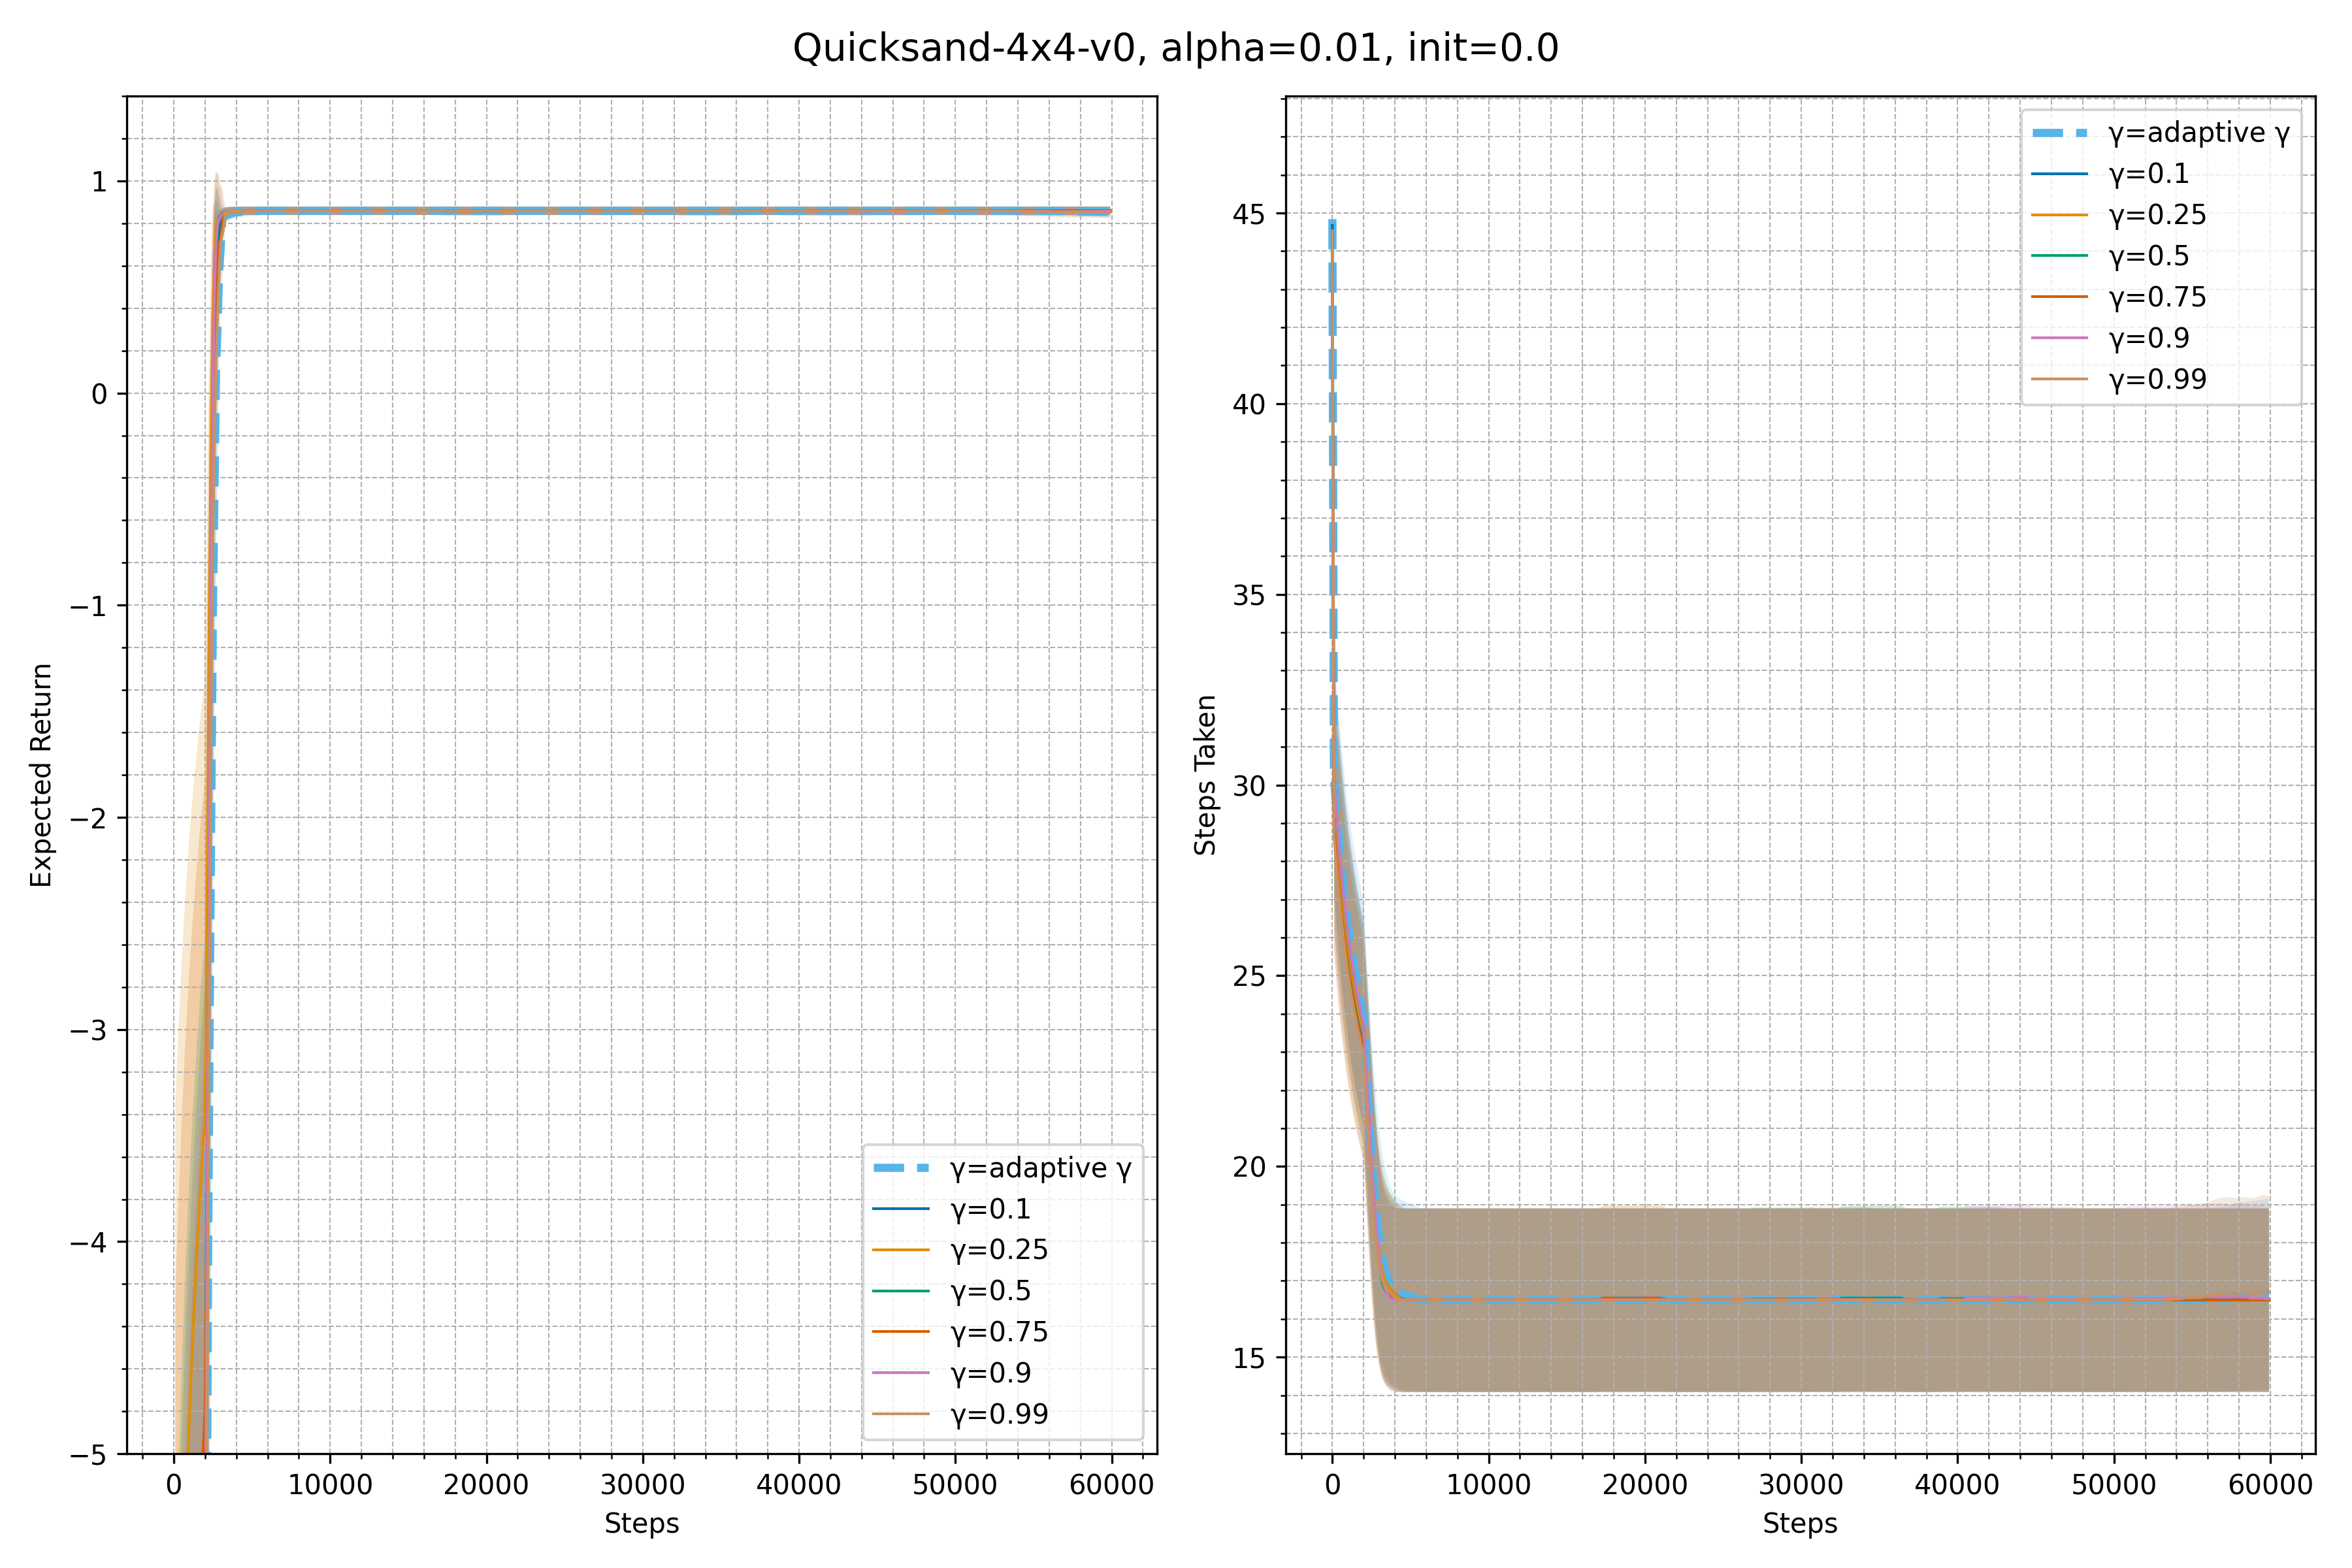 Quicksand-4x4-v0, alpha=0.01, init=0.0
Expected Return
1
0
−1
−2
−3
−4
−5
0 10000 20000 30000 40000 50000 60000
Steps
γ=adaptive γ
γ=0.1
γ=0.25
γ=0.5
γ=0.75
γ=0.9
γ=0.99
Steps Taken
45
40
35
30
25
20
15
0 10000 20000 30000 40000 50000 60000
Steps
γ=adaptive γ
γ=0.1
γ=0.25
γ=0.5
γ=0.75
γ=0.9
γ=0.99